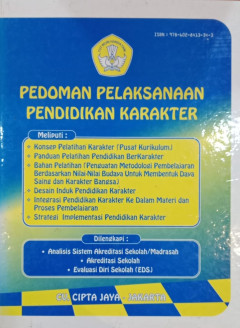 ISBN : 978-602-8413-04-3
PEDOMAN PELAKSANAAN
PENDIDIKAN KARAKTER
Meliputi :
• Konsep Pelatihan Karakter (Pusat Kurikulum)
• Panduan Pelatihan Pendidikan BerKarakter
• Bahan Pelatihan (Penguatan Metodologi Pembelajaran
Berdasarkan Nilai-Nilai Budaya Untuk Membentuk Daya
Saing dan Karakter Bangsa)
• Desain Induk Pendidikan Karakter
• Integrasi Pendidikan Karakter Ke Dalam Materi dan
Proses Pembelajaran
• Strategi Implementasi Pendidikan Karakter
Dilengkapi :
• Analisis Sistem Akreditasi Sekolah/Madrasah
• Akreditasi Sekolah
• Evaluasi Diri Sekolah (EDS)
CV. CIPTA JAYA - JAKARTA